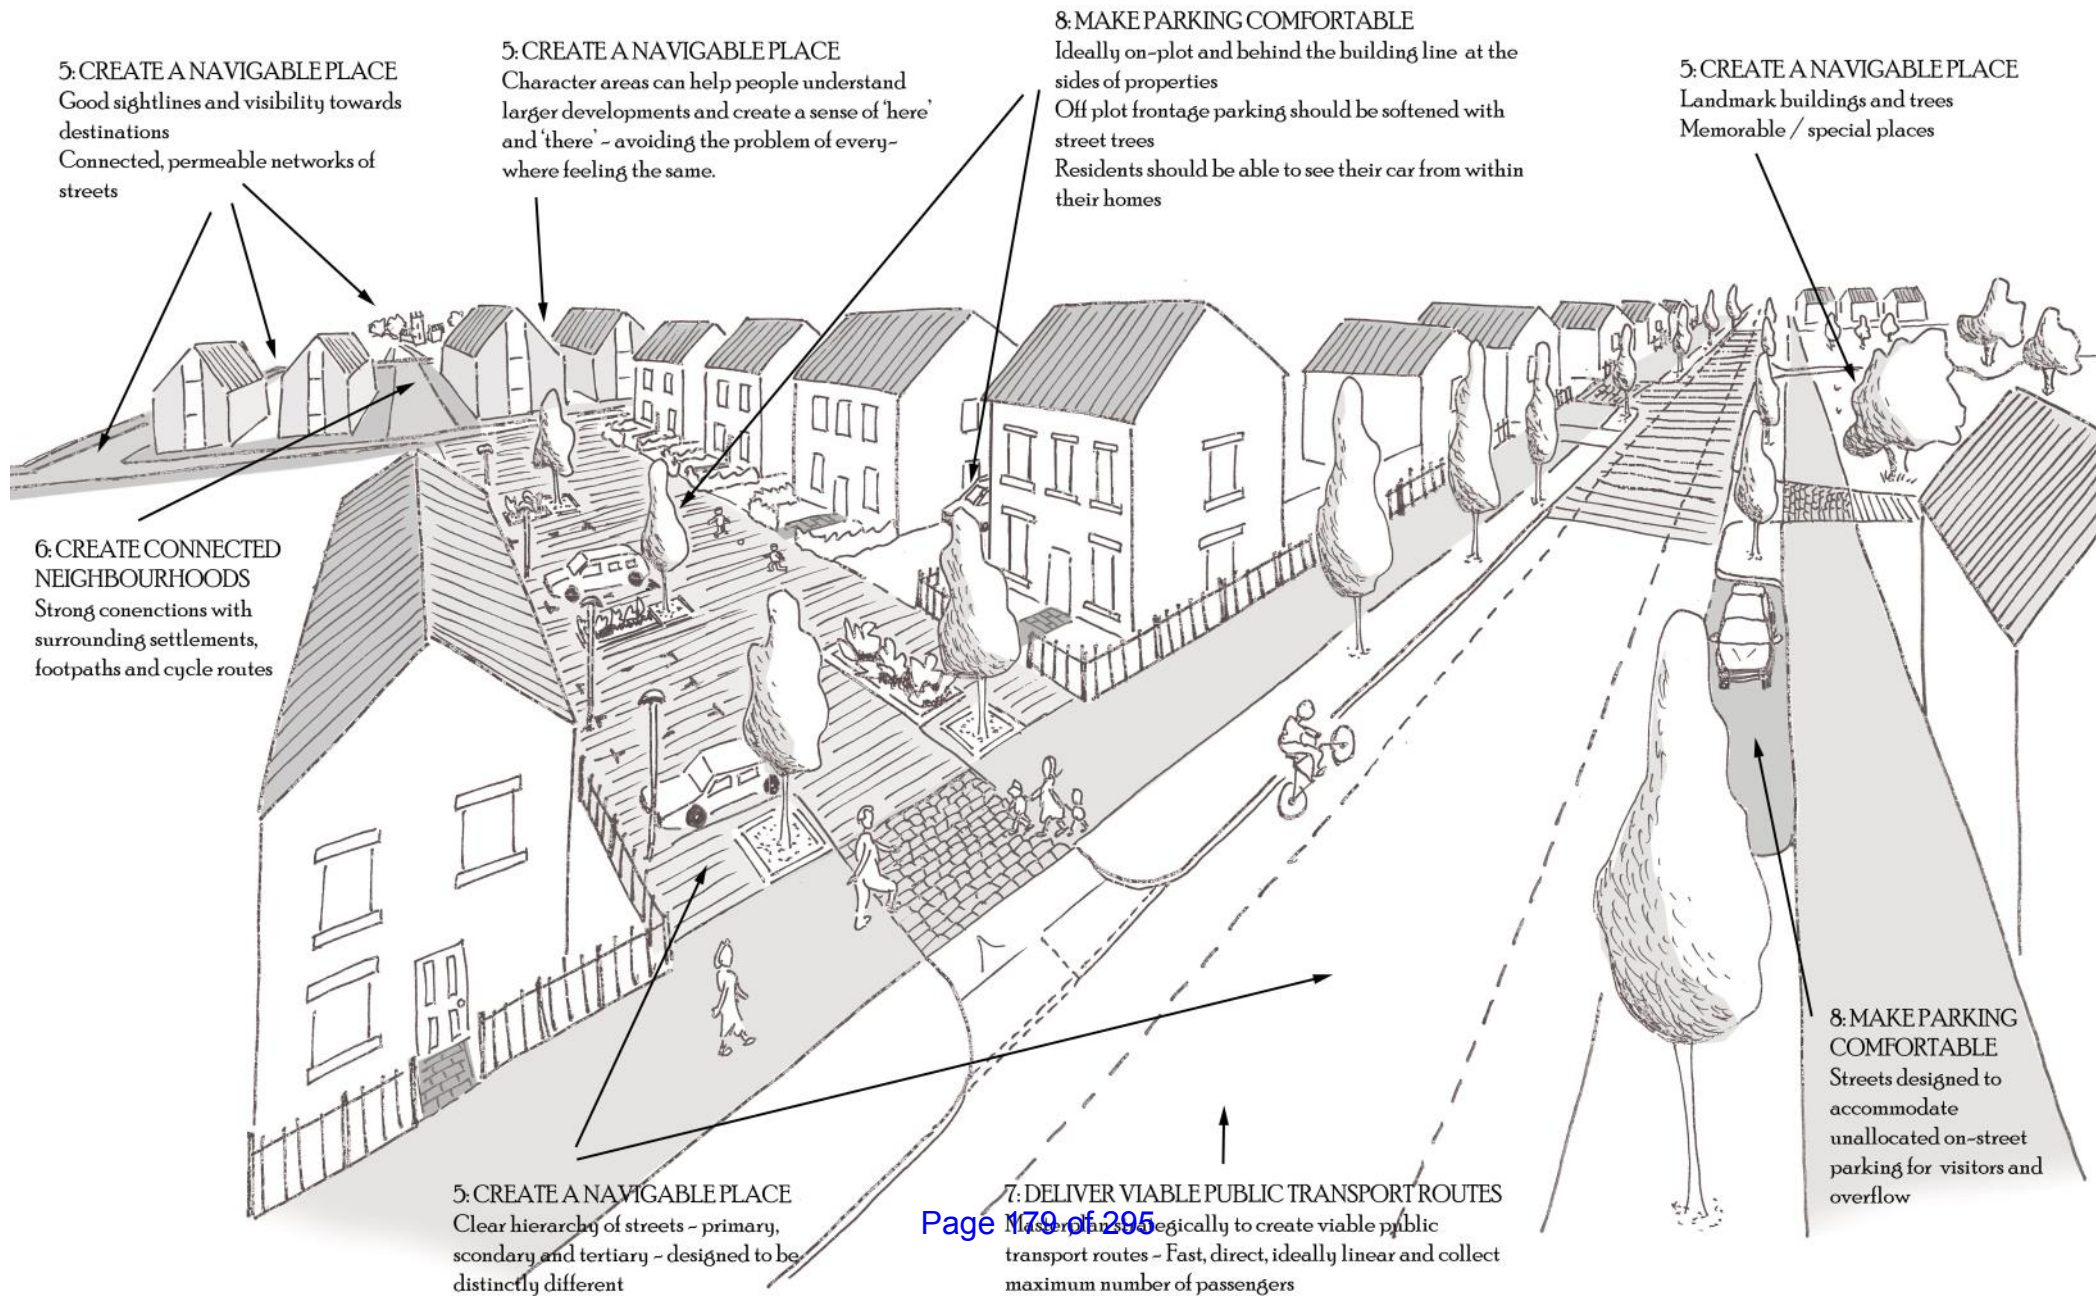 5: CREATE A NAVIGABLE PLACE
Good sightlines and visibility towards
destinations
Connected, permeable networks of
streets
5: CREATE A NAVIGABLE PLACE
Character areas can help people understand
larger developments and create a sense of ‘here’
and ‘there’ - avoiding the problem of every-
where feeling the same.
8: MAKE PARKING COMFORTABLE
Ideally on-plot and behind the building line at the
sides of properties
Off plot frontage parking should be softened with
street trees
Residents should be able to see their car from within
their homes
5: CREATE A NAVIGABLE PLACE
Landmark buildings and trees
Memorable / special places
6: CREATE CONNECTED
NEIGHBOURHOODS
Strong conenctions with
surrounding settlements,
footpaths and cycle routes
8: MAKE PARKING
COMFORTABLE
Streets designed to
accommodate
unallocated on-street
parking for visitors and
overflow
5: CREATE A NAVIGABLE PLACE
Clear hierarchy of streets - primary,
scondary and tertiary - designed to be
distinctly different
7: DELIVER VIABLE PUBLIC TRANSPORT ROUTES
Masterplan strategically to create viable public
transport routes - Fast, direct, ideally linear and collect
maximum number of passengers
Page 179 of 295